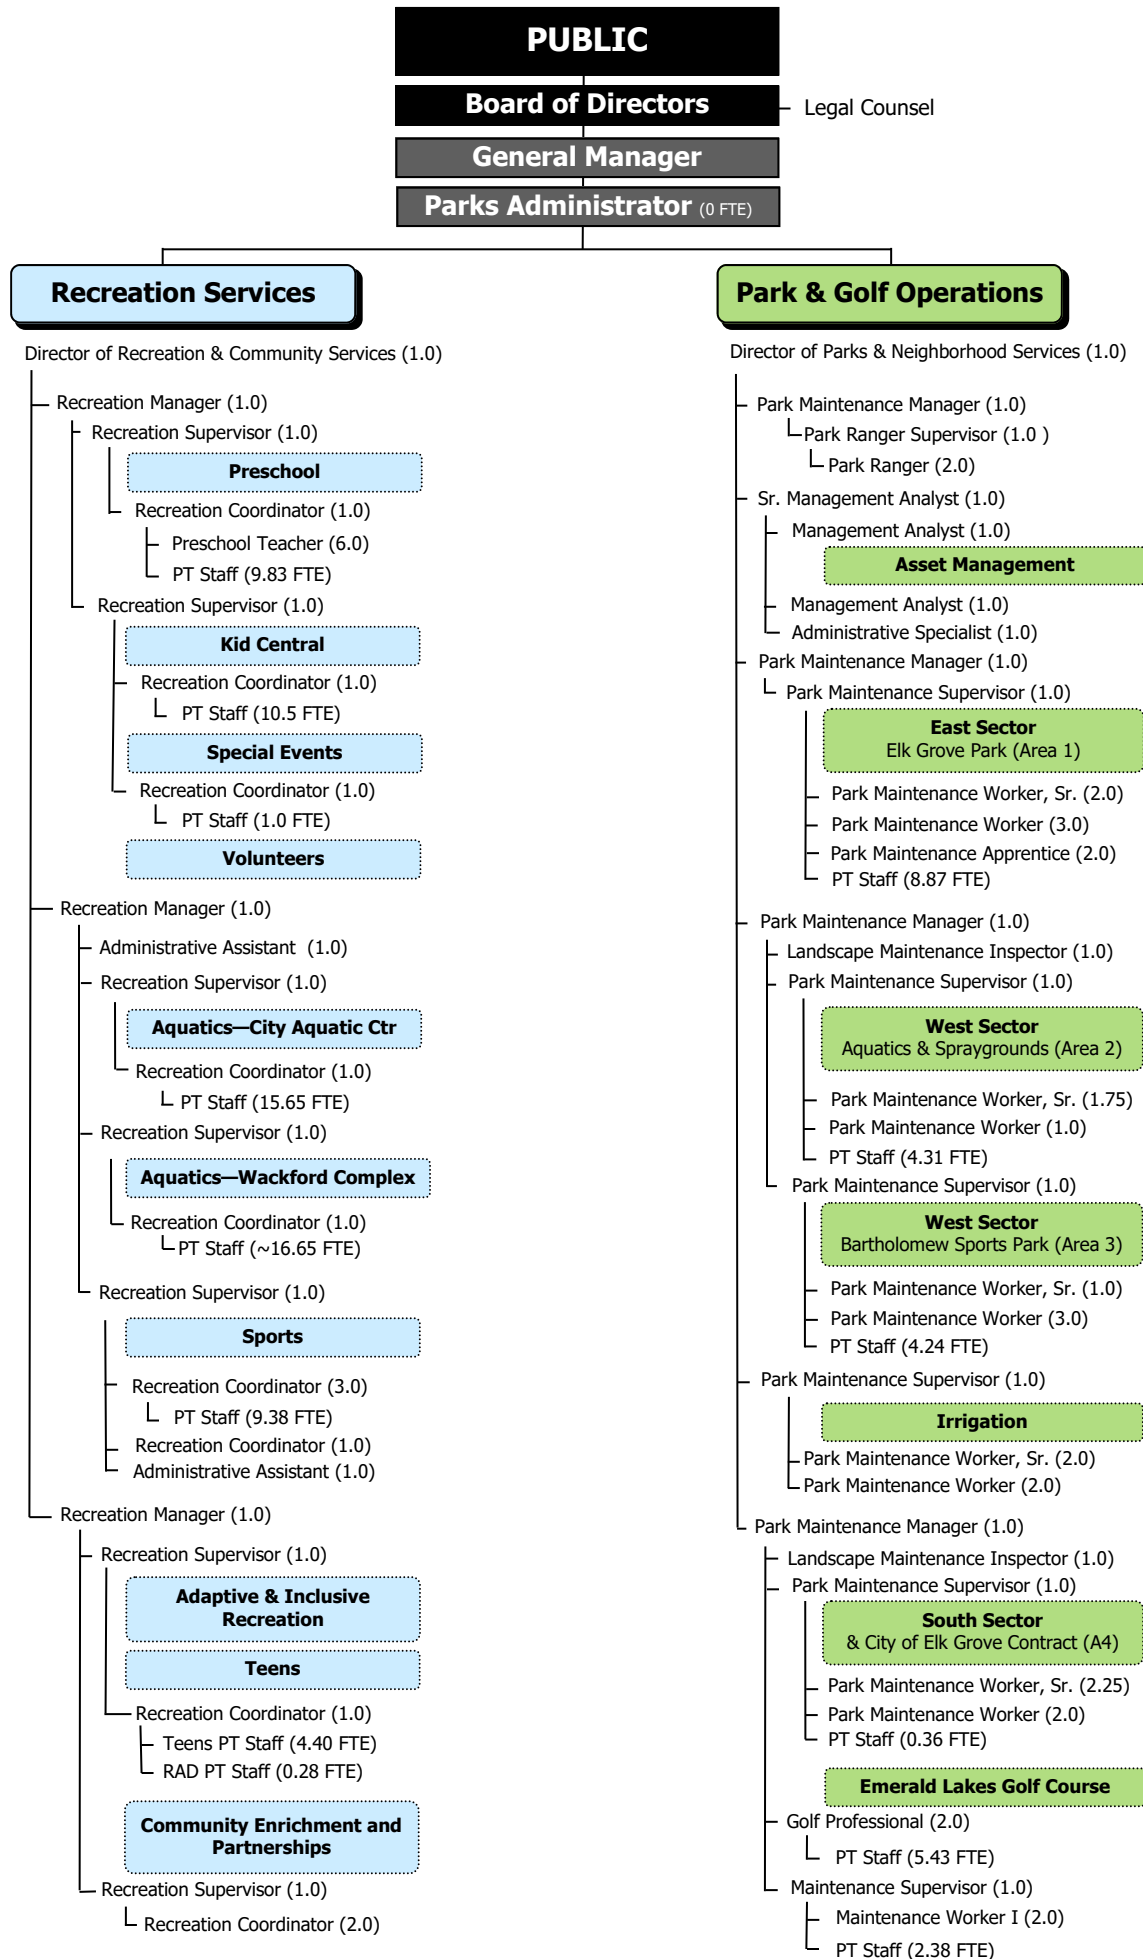 PUBLIC
Board of Directors
Legal Counsel
General Manager
Parks Administrator (0 FTE)
Recreation Services
Director of Recreation & Community Services (1.0)
Recreation Manager (1.0)
Recreation Supervisor (1.0)
Preschool
Recreation Coordinator (1.0)
Preschool Teacher (6.0)
PT Staff (9.83 FTE)
Recreation Supervisor (1.0)
Kid Central
Recreation Coordinator (1.0)
PT Staff (10.5 FTE)
Special Events
Recreation Coordinator (1.0)
PT Staff (1.0 FTE)
Volunteers
Recreation Manager (1.0)
Administrative Assistant  (1.0)
Recreation Supervisor (1.0)
Aquatics—City Aquatic Ctr
Recreation Coordinator (1.0)
PT Staff (15.65 FTE)
Recreation Supervisor (1.0)
Aquatics—Wackford Complex
Recreation Coordinator (1.0)
PT Staff (~16.65 FTE)
Recreation Supervisor (1.0)
Sports
Recreation Coordinator (3.0)
PT Staff (9.38 FTE)
Recreation Coordinator (1.0)
Administrative Assistant (1.0)
Recreation Manager (1.0)
Recreation Supervisor (1.0)
Adaptive & Inclusive
Recreation
Teens
Recreation Coordinator (1.0)
Teens PT Staff (4.40 FTE)
RAD PT Staff (0.28 FTE)
Community Enrichment and
Partnerships
Recreation Supervisor (1.0)
Recreation Coordinator (2.0)
Park & Golf Operations
Director of Parks & Neighborhood Services (1.0)
Park Maintenance Manager (1.0)
Park Ranger Supervisor (1.0 )
Park Ranger (2.0)
Sr. Management Analyst (1.0)
Management Analyst (1.0)
Asset Management
Management Analyst (1.0)
Administrative Specialist (1.0)
Park Maintenance Manager (1.0)
Park Maintenance Supervisor (1.0)
East Sector
Elk Grove Park (Area 1)
Park Maintenance Worker, Sr. (2.0)
Park Maintenance Worker (3.0)
Park Maintenance Apprentice (2.0)
PT Staff (8.87 FTE)
Park Maintenance Manager (1.0)
Landscape Maintenance Inspector (1.0)
Park Maintenance Supervisor (1.0)
West Sector
Aquatics & Spraygrounds (Area 2)
Park Maintenance Worker, Sr. (1.75)
Park Maintenance Worker (1.0)
PT Staff (4.31 FTE)
Park Maintenance Supervisor (1.0)
West Sector
Bartholomew Sports Park (Area 3)
Park Maintenance Worker, Sr. (1.0)
Park Maintenance Worker (3.0)
PT Staff (4.24 FTE)
Park Maintenance Supervisor (1.0)
Irrigation
Park Maintenance Worker, Sr. (2.0)
Park Maintenance Worker (2.0)
Park Maintenance Manager (1.0)
Landscape Maintenance Inspector (1.0)
Park Maintenance Supervisor (1.0)
South Sector
& City of Elk Grove Contract (A4)
Park Maintenance Worker, Sr. (2.25)
Park Maintenance Worker (2.0)
PT Staff (0.36 FTE)
Emerald Lakes Golf Course
Golf Professional (2.0)
PT Staff (5.43 FTE)
Maintenance Supervisor (1.0)
Maintenance Worker I (2.0)
PT Staff (2.38 FTE)